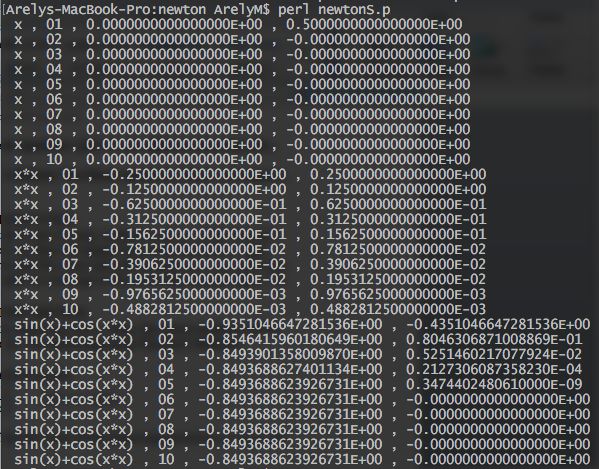 [Arelys-MacBook-Pro:newton ArelyM$ perl newtonS.p
x , 01 , 0.0000000000000000E+00 , 0.5000000000000000E+00
x , 02 , 0.0000000000000000E+00 , -0.0000000000000000E+00
x , 03 , 0.0000000000000000E+00 , -0.0000000000000000E+00
x , 04 , 0.0000000000000000E+00 , -0.0000000000000000E+00
x , 05 , 0.0000000000000000E+00 , -0.0000000000000000E+00
x , 06 , 0.0000000000000000E+00 , -0.0000000000000000E+00
x , 07 , 0.0000000000000000E+00 , -0.0000000000000000E+00
x , 08 , 0.0000000000000000E+00 , -0.0000000000000000E+00
x , 09 , 0.0000000000000000E+00 , -0.0000000000000000E+00
x , 10 , 0.0000000000000000E+00 , -0.0000000000000000E+00
x*x , 01 , -0.2500000000000000E+00 , 0.2500000000000000E+00
x*x , 02 , -0.1250000000000000E+00 , 0.1250000000000000E+00
x*x , 03 , -0.6250000000000000E-01 , 0.6250000000000000E-01
x*x , 04 , -0.3125000000000000E-01 , 0.3125000000000000E-01
x*x , 05 , -0.1562500000000000E-01 , 0.1562500000000000E-01
x*x , 06 , -0.7812500000000000E-02 , 0.7812500000000000E-02
x*x , 07 , -0.3906250000000000E-02 , 0.3906250000000000E-02
x*x , 08 , -0.1953125000000000E-02 , 0.1953125000000000E-02
x*x , 09 , -0.9765625000000000E-03 , 0.9765625000000000E-03
x*x , 10 , -0.4882812500000000E-03 , 0.4882812500000000E-03
sin(x)+cos(x*x) , 01 , -0.9351046647281536E+00 , -0.4351046647281536E+00
sin(x)+cos(x*x) , 02 , -0.8546415960180649E+00 , 0.8046306871008869E-01
sin(x)+cos(x*x) , 03 , -0.8493901358009870E+00 , 0.5251460217077924E-02
sin(x)+cos(x*x) , 04 , -0.8493688627401134E+00 , 0.2127306087358230E-04
sin(x)+cos(x*x) , 05 , -0.8493688623926731E+00 , 0.3474402480610000E-09
sin(x)+cos(x*x) , 06 , -0.8493688623926731E+00 , -0.0000000000000000E+00
sin(x)+cos(x*x) , 07 , -0.8493688623926731E+00 , -0.0000000000000000E+00
sin(x)+cos(x*x) , 08 , -0.8493688623926731E+00 , -0.0000000000000000E+00
sin(x)+cos(x*x) , 09 , -0.8493688623926731E+00 , -0.0000000000000000E+00
sin(x)+cos(x*x) , 10 , -0.8493688623926731E+00 , -0.0000000000000000E+00